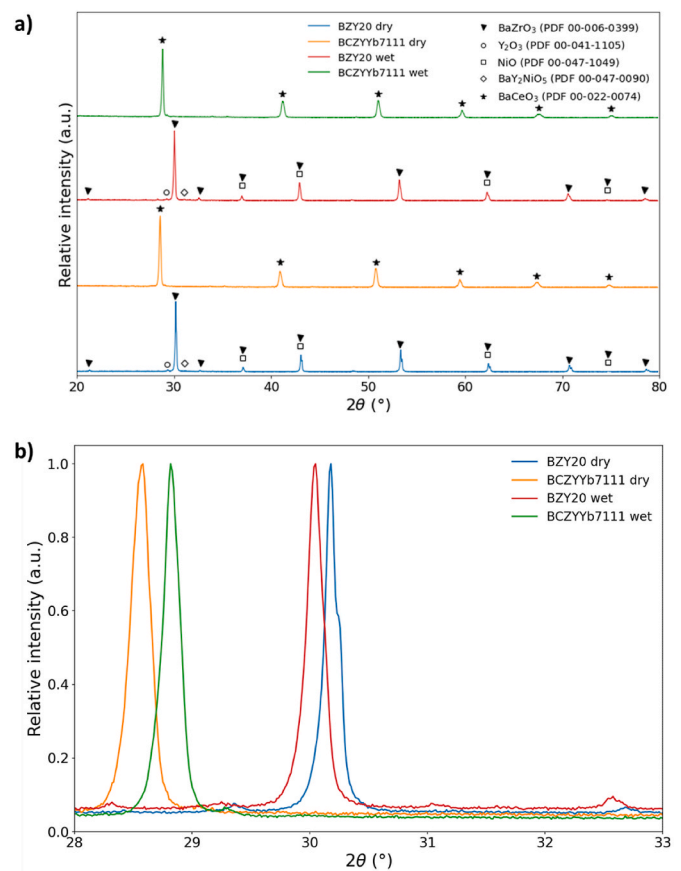 a)
BZY20 dry
BCZYYb7111 dry
BZY20 wet
BCZYYb7111 wet
BaZrO₃ (PDF 00-006-0399)
Y₂O₃ (PDF 00-041-1105)
NiO (PDF 00-047-1049)
BaY₂NiO₅ (PDF 00-047-0090)
BaCeO₃ (PDF 00-022-0074)
Relative intensity (a.u.)
20 30 40 50 60 70 80
2θ (°)
b)
BZY20 dry
BCZYYb7111 dry
BZY20 wet
BCZYYb7111 wet
Relative intensity (a.u.)
1.0
0.8
0.6
0.4
0.2
0.0
28 29 30 31 32 33
2θ (°)